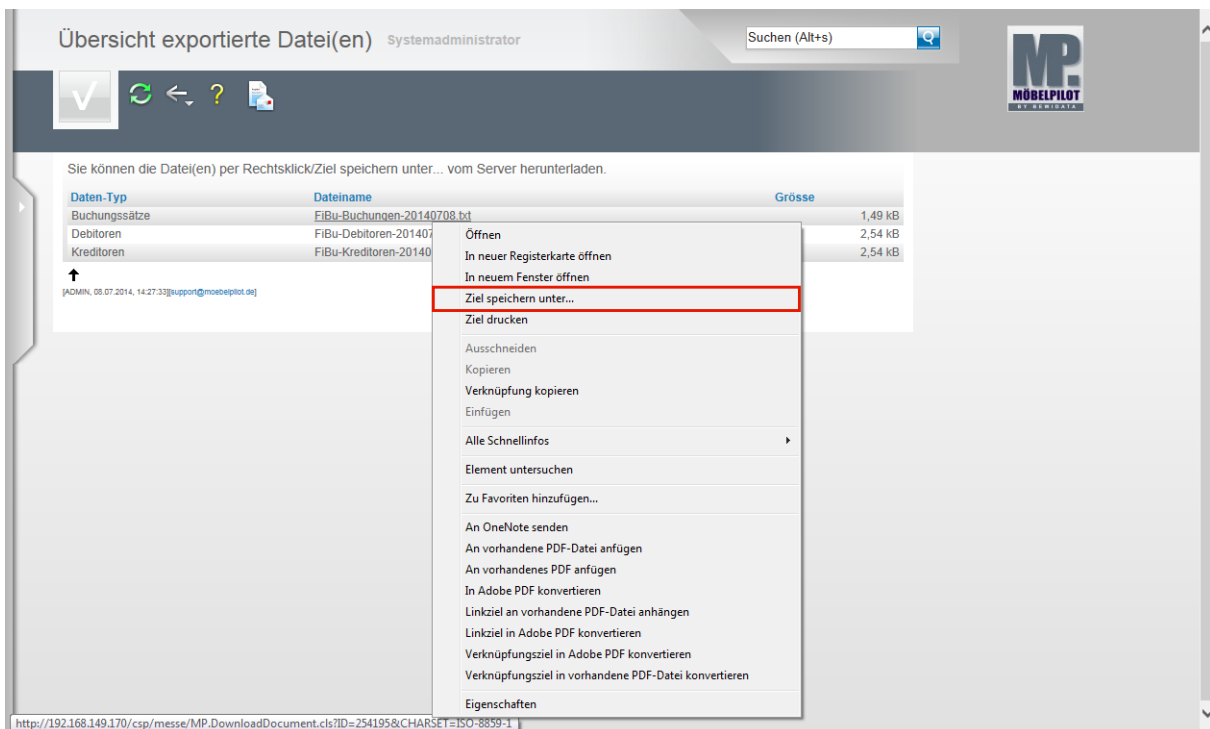 Übersicht exportierte Datei(en) Systemadministrator
Suchen (Alt+s)
MP.
MÖBELPILOT
BY BEWIDATA
?
Sie können die Datei(en) per Rechtsklick/Ziel speichern unter... vom Server herunterladen.
Daten-Typ Dateiname Grösse
Buchungssätze FiBu-Buchungen-20140708.txt 1,49 kB
Debitoren FiBu-Debitoren-20140 2,54 kB
Kreditoren FiBu-Kreditoren-20140 2,54 kB
[ADMIN, 08.07.2014, 14:27:33][support@moebelpilot.de]
Öffnen
In neuer Registerkarte öffnen
In neuem Fenster öffnen
Ziel speichern unter...
Ziel drucken
Ausschneiden
Kopieren
Verknüpfung kopieren
Einfügen
Alle Schnellinfos
Element untersuchen
Zu Favoriten hinzufügen...
An OneNote senden
An vorhandene PDF-Datei anfügen
An vorhandenes PDF anfügen
In Adobe PDF konvertieren
Linkziel an vorhandene PDF-Datei anhängen
Linkziel in Adobe PDF konvertieren
Verknüpfungsziel in Adobe PDF konvertieren
Verknüpfungsziel in vorhandene PDF-Datei konvertieren
Eigenschaften
http://192.168.149.170/csp/messe/MP.DownloadDocument.cls?ID=254195&CHARSET=ISO-8859-1